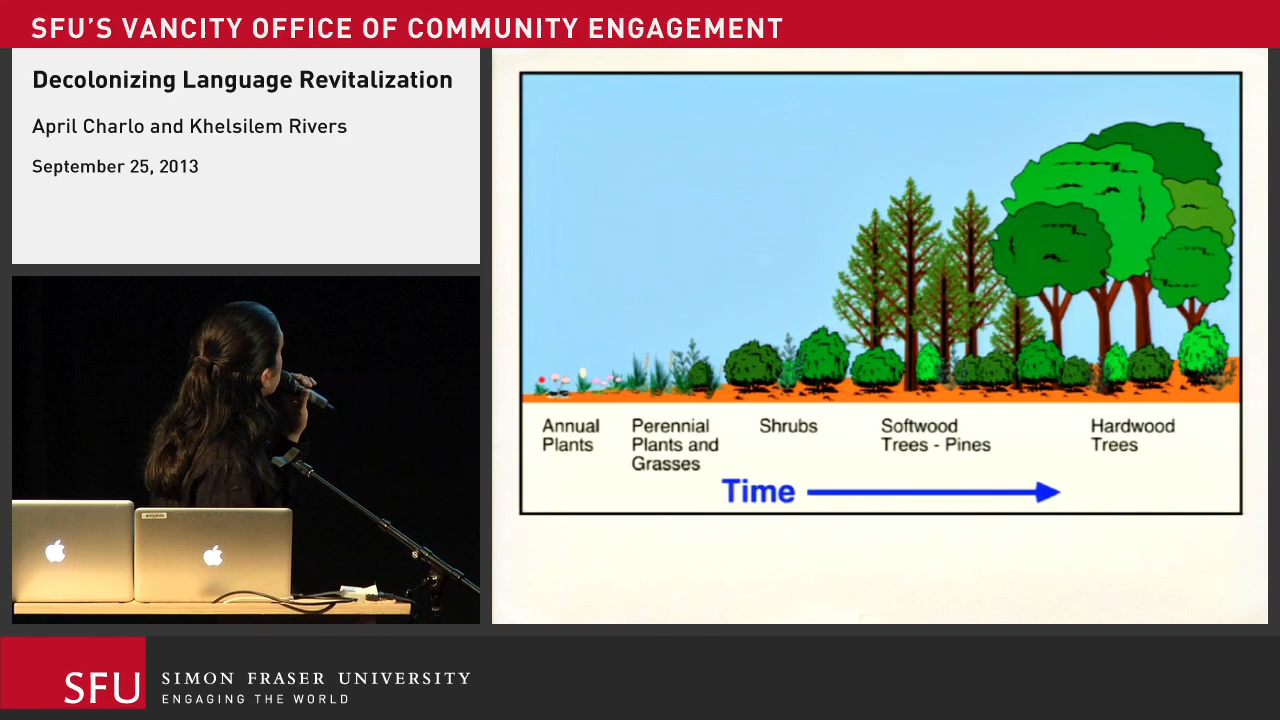 SFU'S VANCITY OFFICE OF COMMUNITY ENGAGEMENT
Decolonizing Language Revitalization
April Charlo and Khelsilem Rivers
September 25, 2013
Annual
Plants
Perennial
Plants and
Grasses
Shrubs
Softwood
Trees - Pines
Hardwood
Trees
Time
SFU
SIMON FRASER UNIVERSITY
ENGAGING THE WORLD